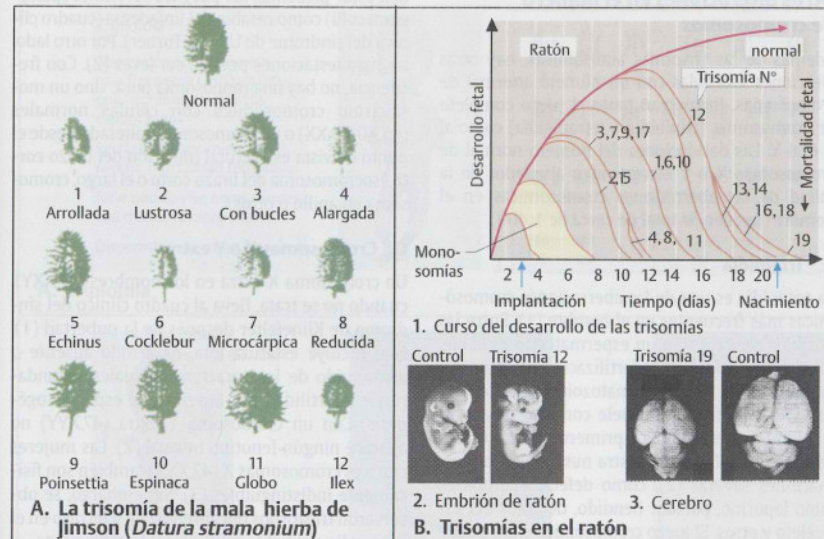 Normal
1 2 3 4
Arrollada Lustrosa Con bucles Alargada
6 8
Echinus Cocklebur Microcárpica Reducida
10 11 12
Poinsettia Espinaca Globo Ilex
A. La trisomía de la mala hierba de
jimson (Datura stramonium)
Ratón
normal
Trisomía N°
12
Desarrollo fetal
Mortalidad fetal
3,7,9,17
2,15
1,6,10
13,14
16,18
4, 8, 11
19
Mono-
somías
2 4 6 8 10 12 14 16 18 20
Implantación Tiempo (días) Nacimiento
1. Curso del desarrollo de las trisomías
Control Trisomía 12 Trisomía 19 Control
2. Embrión de ratón 3. Cerebro
B. Trisomías en el ratón